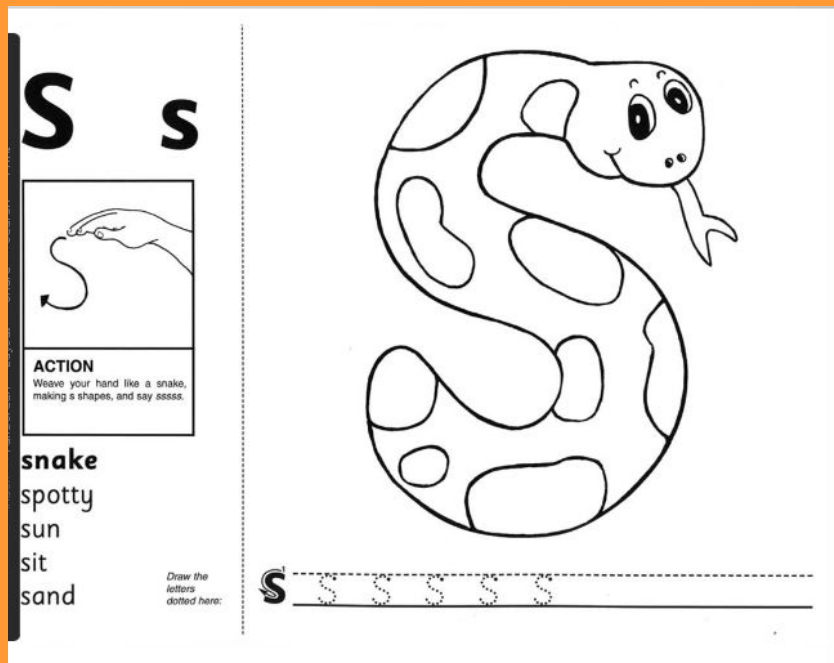 S s
ACTION
Weave your hand like a snake,
making s shapes, and say sssss.
snake
spotty
sun
sit
sand
Draw the
letters
dotted here:
s s s s s s